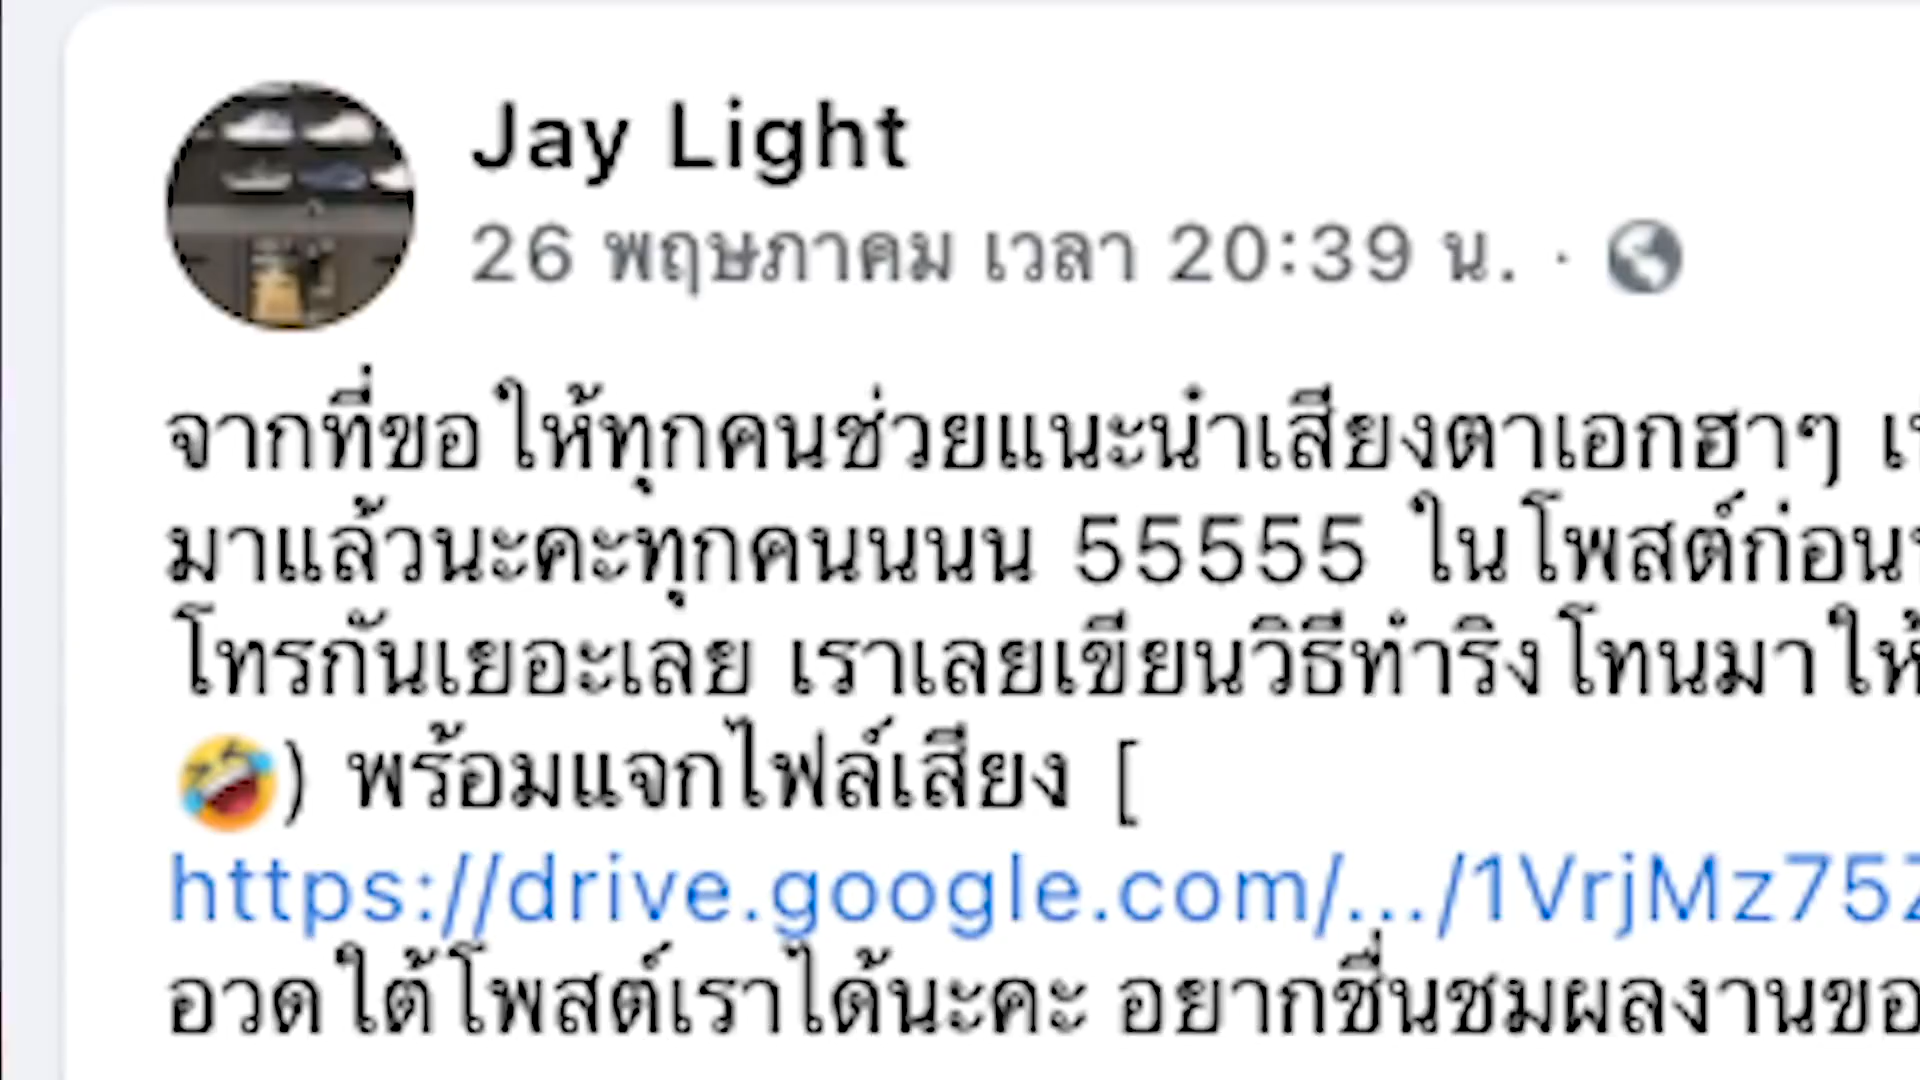 Jay Light
26 พฤษภาคม เวลา 20:39 น. ·
จากที่ขอให้ทุกคนช่วยแนะนำเสียงตาเอกฮาๆ
มาแล้วนะคะทุกคนนนน 55555 ในโพสต์ก่อน
โทรกันเยอะเลย เราเลยเขียนวิธีทำริงโทนมาให้
🤣) พร้อมแจกไฟล์เสียง [
https://drive.google.com/.../1VrjMz75Z
อวดใต้โพสต์เราได้นะคะ อยากชื่นชมผลงานขอ